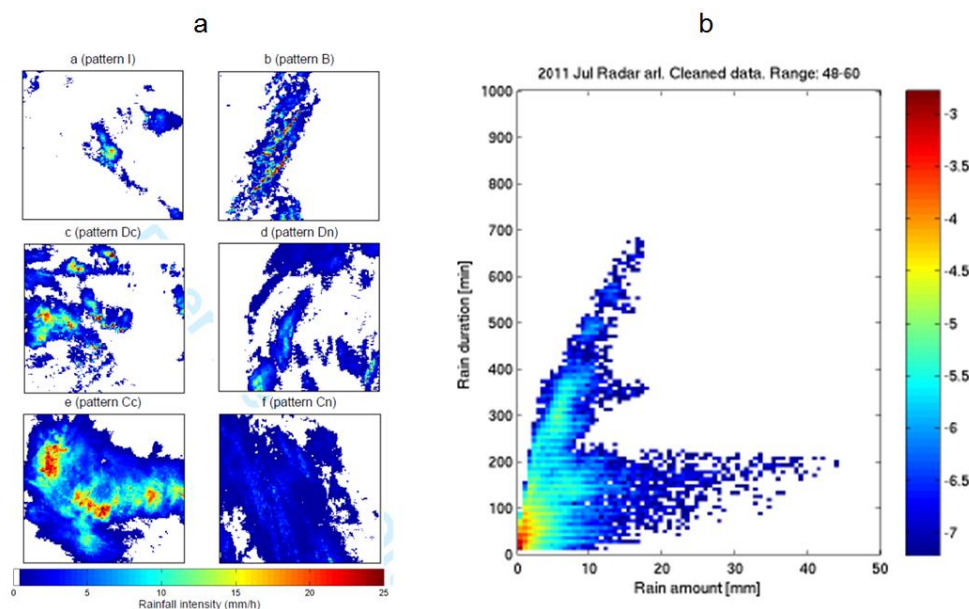 a
b
a (pattern I)
b (pattern B)
c (pattern Dc)
d (pattern Dn)
e (pattern Cc)
f (pattern Cn)
0 5 10 15 20 25
Rainfall intensity (mm/h)
2011 Jul Radar arl. Cleaned data. Range: 48-60
1000
900
800
700
600
500
400
300
200
100
0
Rain duration [min]
0 10 20 30 40 50
Rain amount [mm]
-3
-3.5
-4
-4.5
-5
-5.5
-6
-6.5
-7